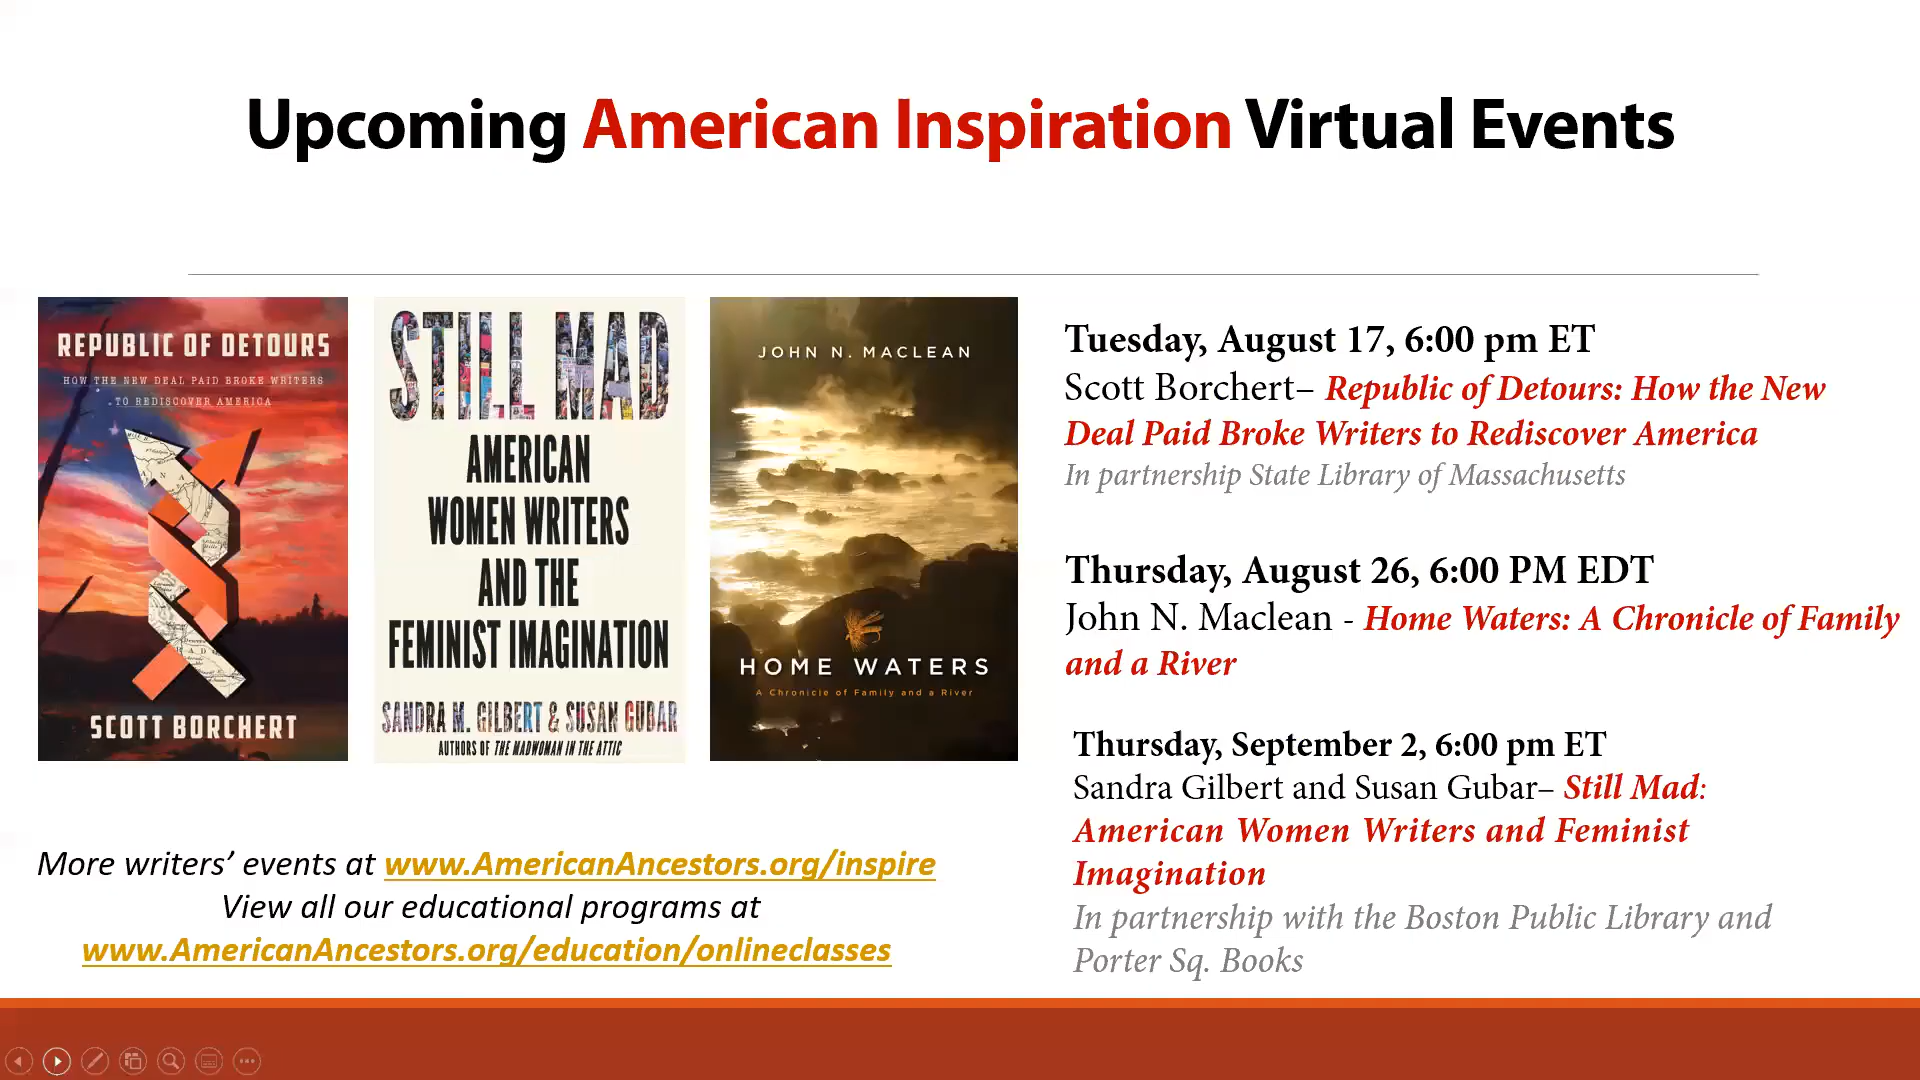 Upcoming American Inspiration Virtual Events
REPUBLIC OF DETOURS
HOW THE NEW DEAL PAID BROKE WRITERS
TO REDISCOVER AMERICA
SCOTT BORCHERT
STILL MAD
AMERICAN
WOMEN WRITERS
AND THE
FEMINIST IMAGINATION
SANDRA M. GILBERT & SUSAN GUBAR
AUTHORS OF THE MADWOMAN IN THE ATTIC
JOHN N. MACLEAN
HOME WATERS
A Chronicle of Family and a River
Tuesday, August 17, 6:00 pm ET
Scott Borchert– Republic of Detours: How the New
Deal Paid Broke Writers to Rediscover America
In partnership State Library of Massachusetts
Thursday, August 26, 6:00 PM EDT
John N. Maclean - Home Waters: A Chronicle of Family
and a River
Thursday, September 2, 6:00 pm ET
Sandra Gilbert and Susan Gubar– Still Mad:
American Women Writers and Feminist
Imagination
In partnership with the Boston Public Library and
Porter Sq. Books
More writers’ events at www.AmericanAncestors.org/inspire
View all our educational programs at
www.AmericanAncestors.org/education/onlineclasses